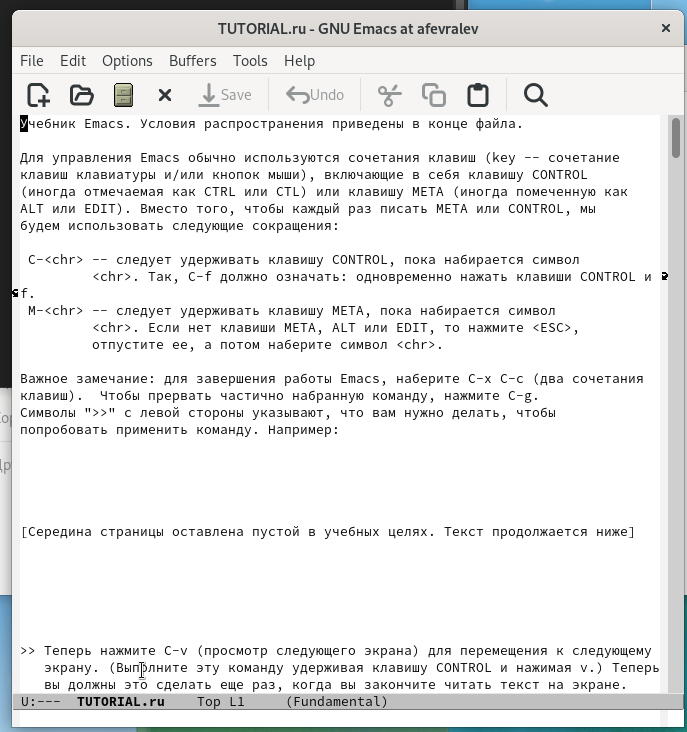 TUTORIAL.ru - GNU Emacs at afevralev
File Edit Options Buffers Tools Help
Save Undo
Учебник Emacs. Условия распространения приведены в конце файла.
Для управления Emacs обычно используются сочетания клавиш (key -- сочетание
клавиш клавиатуры и/или кнопок мыши), включающие в себя клавишу CONTROL
(иногда отмечаемая как CTRL или CTL) или клавишу META (иногда помеченную как
ALT или EDIT). Вместо того, чтобы каждый раз писать META или CONTROL, мы
будем использовать следующие сокращения:
C-<chr> -- следует удерживать клавишу CONTROL, пока набирается символ
<chr>. Так, C-f должно означать: одновременно нажать клавиши CONTROL и
f.
M-<chr> -- следует удерживать клавишу META, пока набирается символ
<chr>. Если нет клавиши META, ALT или EDIT, то нажмите <ESC>,
отпустите ее, а потом наберите символ <chr>.
Важное замечание: для завершения работы Emacs, наберите C-x C-c (два сочетания
клавиш).  Чтобы прервать частично набранную команду, нажмите C-g.
Символы ">>" с левой стороны указывают, что вам нужно делать, чтобы
попробовать применить команду. Например:
[Середина страницы оставлена пустой в учебных целях. Текст продолжается ниже]
>> Теперь нажмите C-v (просмотр следующего экрана) для перемещения к следующему
экрану. (Выполните эту команду удерживая клавишу CONTROL и нажимая v.) Теперь
вы должны это сделать еще раз, когда вы закончите читать текст на экране.
U:--- TUTORIAL.ru Top L1 (Fundamental)